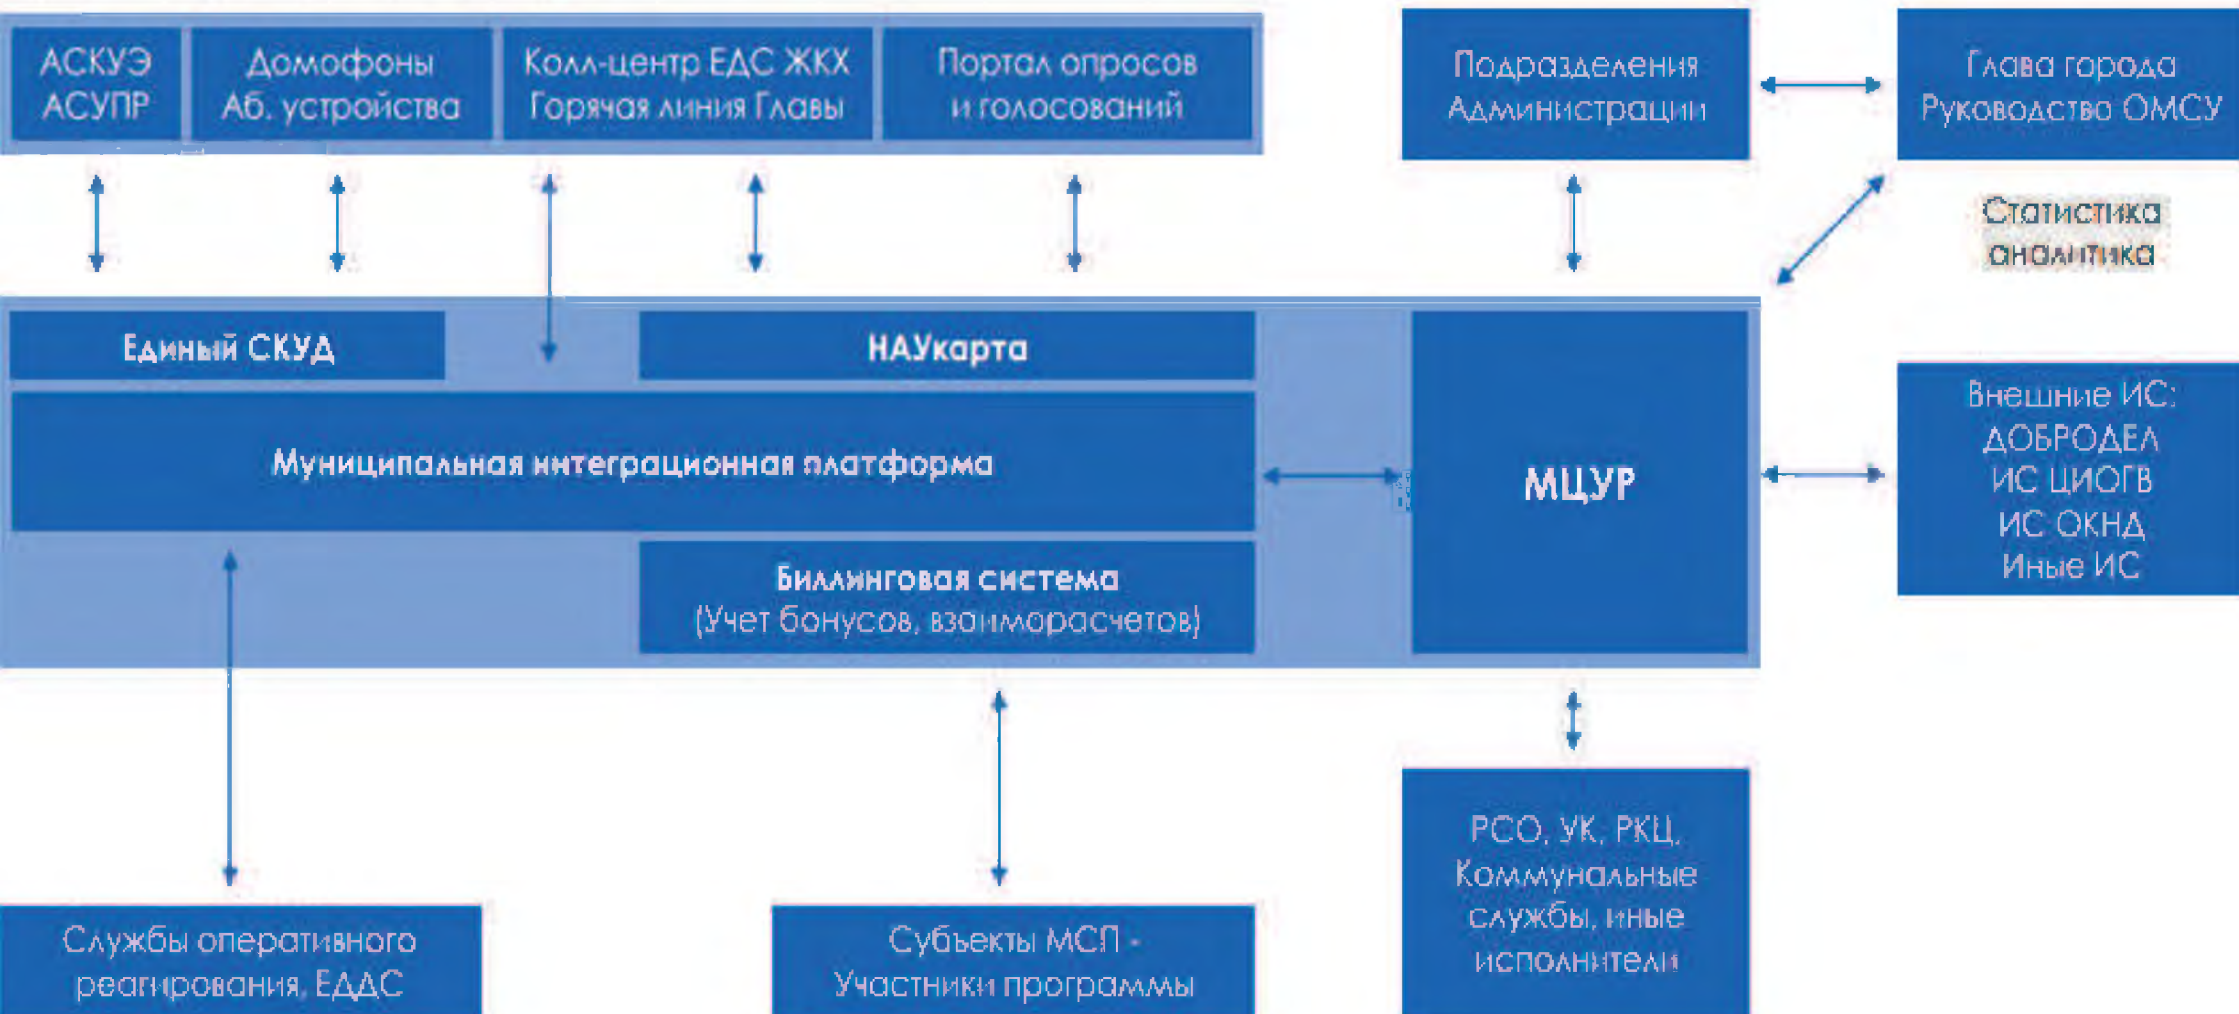 АСКУЭ
АСУПР
Домофоны
Аб. устройства
Колл-центр ЕДС ЖКХ
Горячая линия Главы
Портал опросов
и голосований
Подразделения
Администрации
Глава города
Руководство ОМСУ
Статистика
аналитика
Единый СКУД
НАУкарта
Муниципальная интеграционная платформа
Биллинговая система
(Учет бонусов, взаиморасчетов)
МЦУР
Внешние ИС:
ДОБРОДЕЛ
ИС ЦИОГВ
ИС ОКНД
Иные ИС
Службы оперативного
реагирования, ЕДДС
Субъекты МСП -
Участники программы
РСО, УК, РКЦ,
Коммунальные
службы, иные
исполнители